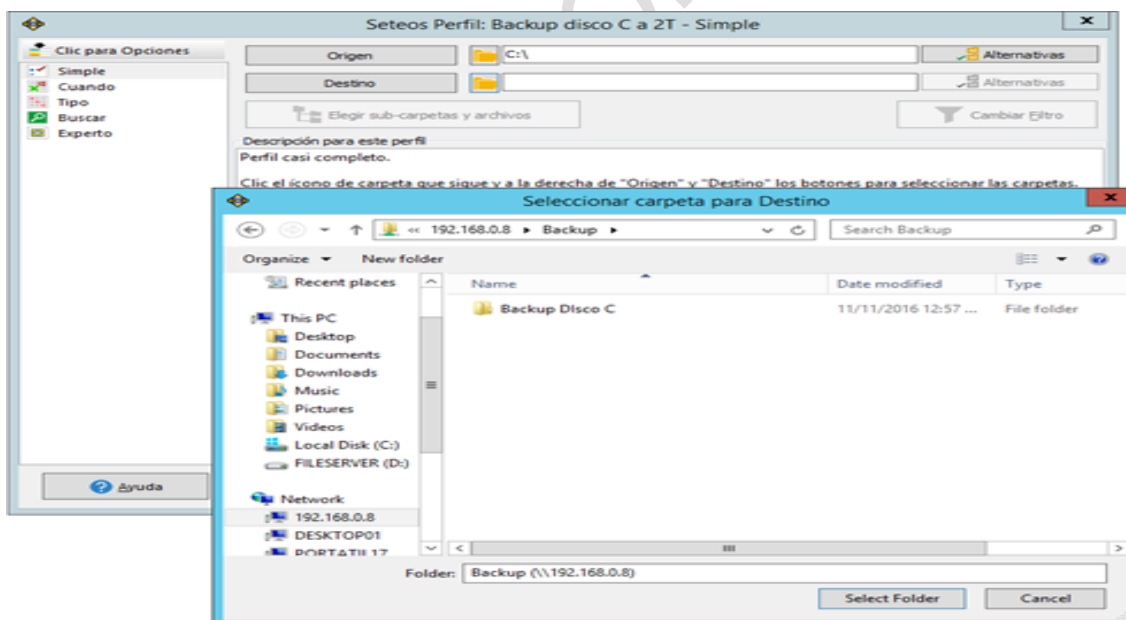 Seteos Perfil: Backup disco C a 2T - Simple
Clic para Opciones
Simple
Cuando
Tipo
Buscar
Experto
Origen
C:\
Alternativas
Destino
Alternativas
Elegir sub-carpetas y archivos
Cambiar Filtro
Descripción para este perfil
Perfil casi completo.
Clic el ícono de carpeta que sigue y a la derecha de "Origen" y "Destino" los botones para seleccionar las carpetas.
Ayuda
Seleccionar carpeta para Destino
« 192.168.0.8 Backup
Search Backup
Organize
New folder
Recent places
This PC
Desktop
Documents
Downloads
Music
Pictures
Videos
Local Disk (C:)
FILESERVER (D:)
Network
192.168.0.8
DESKTOP01
PORTATIL17
Name
Date modified
Type
Backup DIsco C
11/11/2016 12:57 ...
File folder
Folder:
Backup (\\192.168.0.8)
Select Folder
Cancel